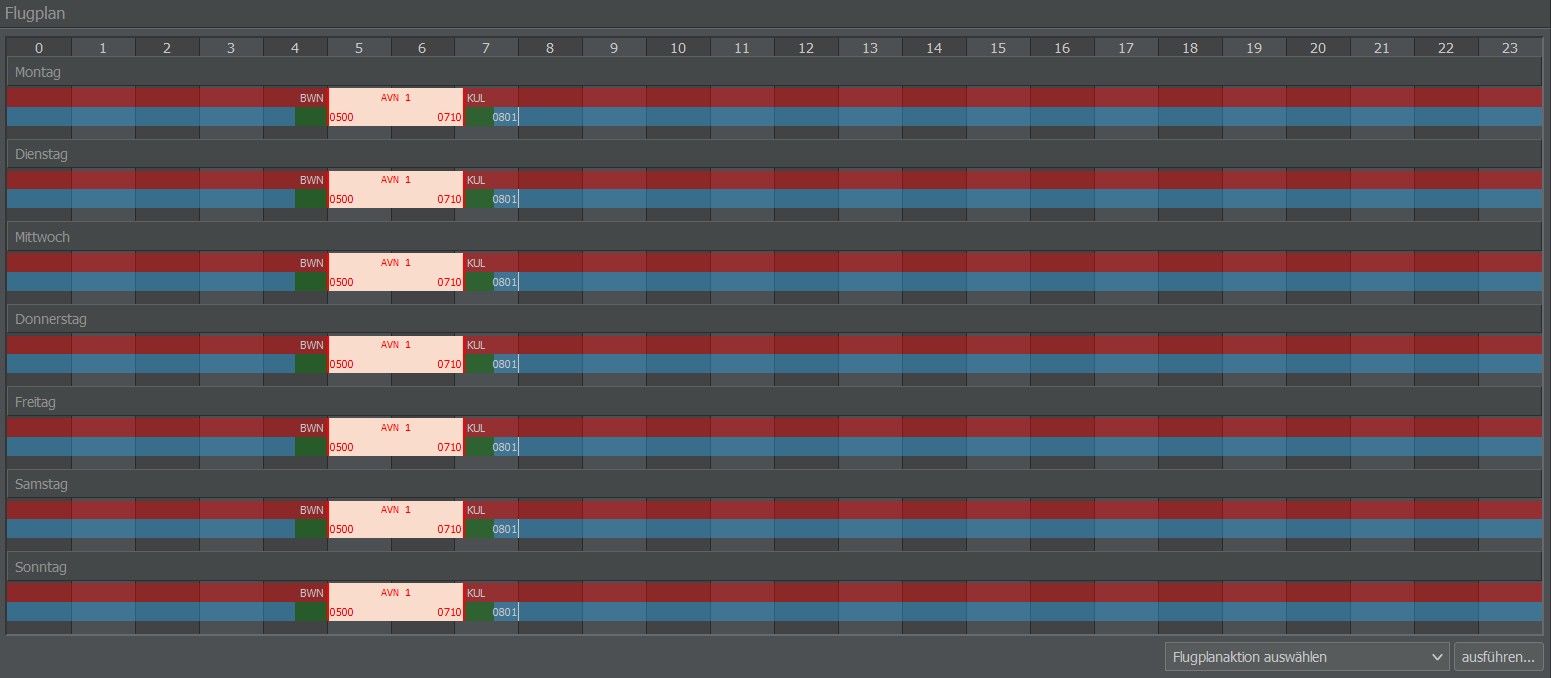 Flugplan
0 1 2 3 4 5 6 7 8 9 10 11 12 13 14 15 16 17 18 19 20 21 22 23
Montag
BWN AVN 1 KUL
0500 0710 0801
Dienstag
BWN AVN 1 KUL
0500 0710 0801
Mittwoch
BWN AVN 1 KUL
0500 0710 0801
Donnerstag
BWN AVN 1 KUL
0500 0710 0801
Freitag
BWN AVN 1 KUL
0500 0710 0801
Samstag
BWN AVN 1 KUL
0500 0710 0801
Sonntag
BWN AVN 1 KUL
0500 0710 0801
Flugplanaktion auswählen ausführen...